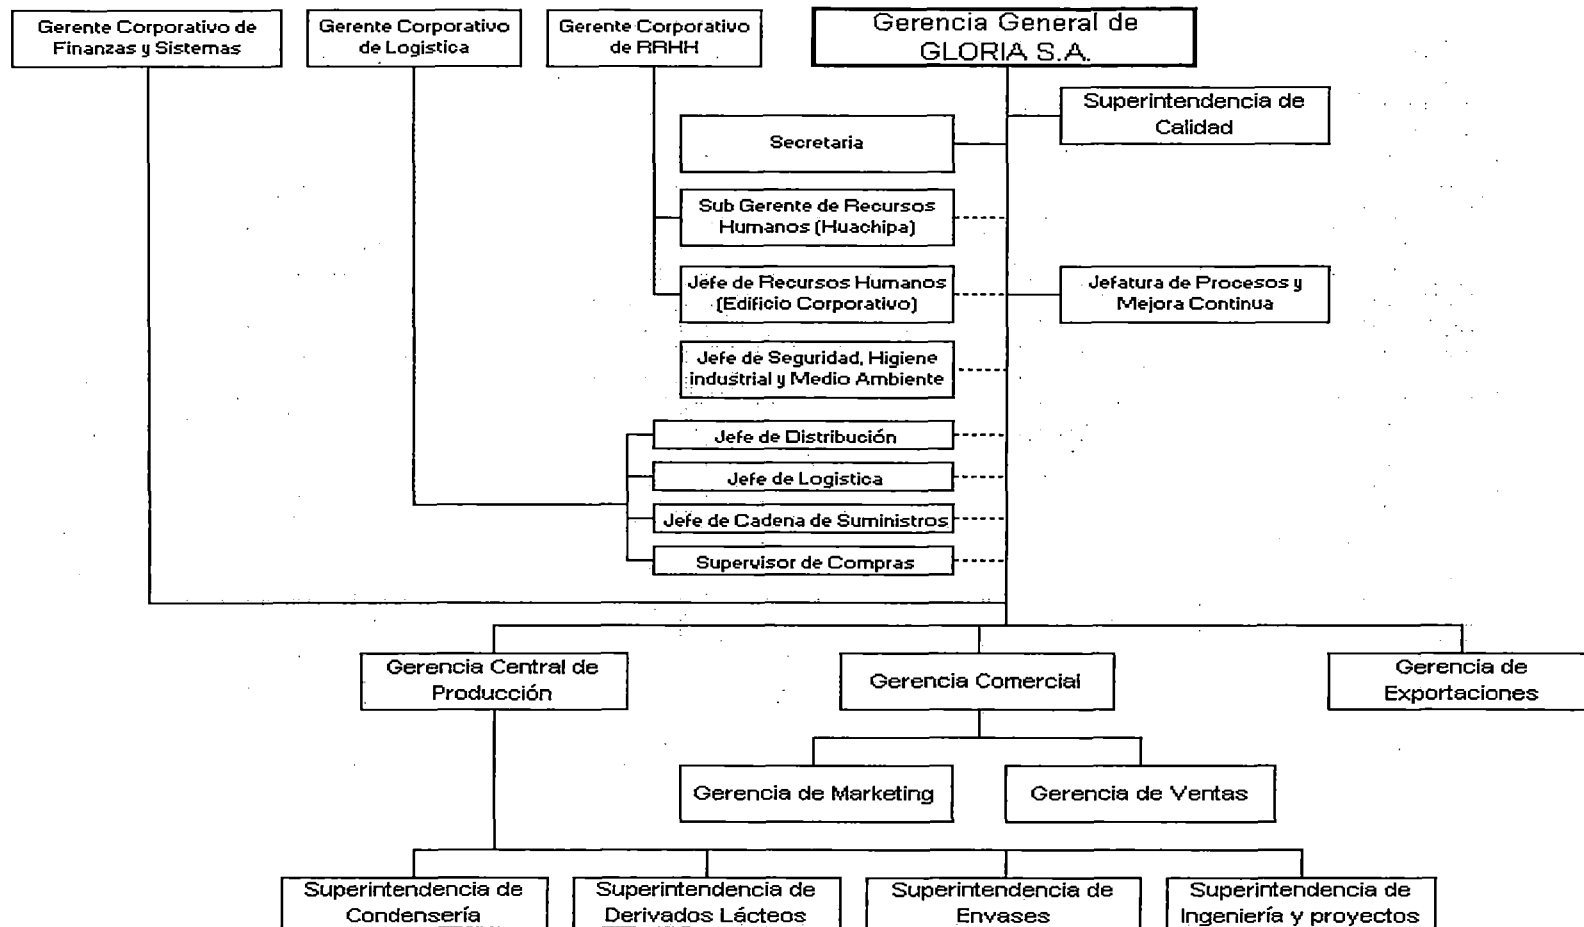 Gerente Corporativo de
Finanzas y Sistemas
Gerente Corporativo
de Logistica
Gerente Corporativo
de RRHH
Gerencia General de
GLORIA S.A.
Superintendencia de
Calidad
Secretaria
Sub Gerente de Recursos
Humanos (Huachipa)
Jefe de Recursos Humanos
(Edificio Corporativo)
Jefatura de Procesos y
Mejora Continua
Jefe de Seguridad, Higiene
industrial y Medio Ambiente
Jefe de Distribución
Jefe de Logistica
Jefe de Cadena de Suministros
Supervisor de Compras
Gerencia Central de
Producción
Gerencia Comercial
Gerencia de
Exportaciones
Gerencia de Marketing
Gerencia de Ventas
Superintendencia de
Condensería
Superintendencia de
Derivados Lácteos
Superintendencia de
Envases
Superintendencia de
Ingeniería y proyectos